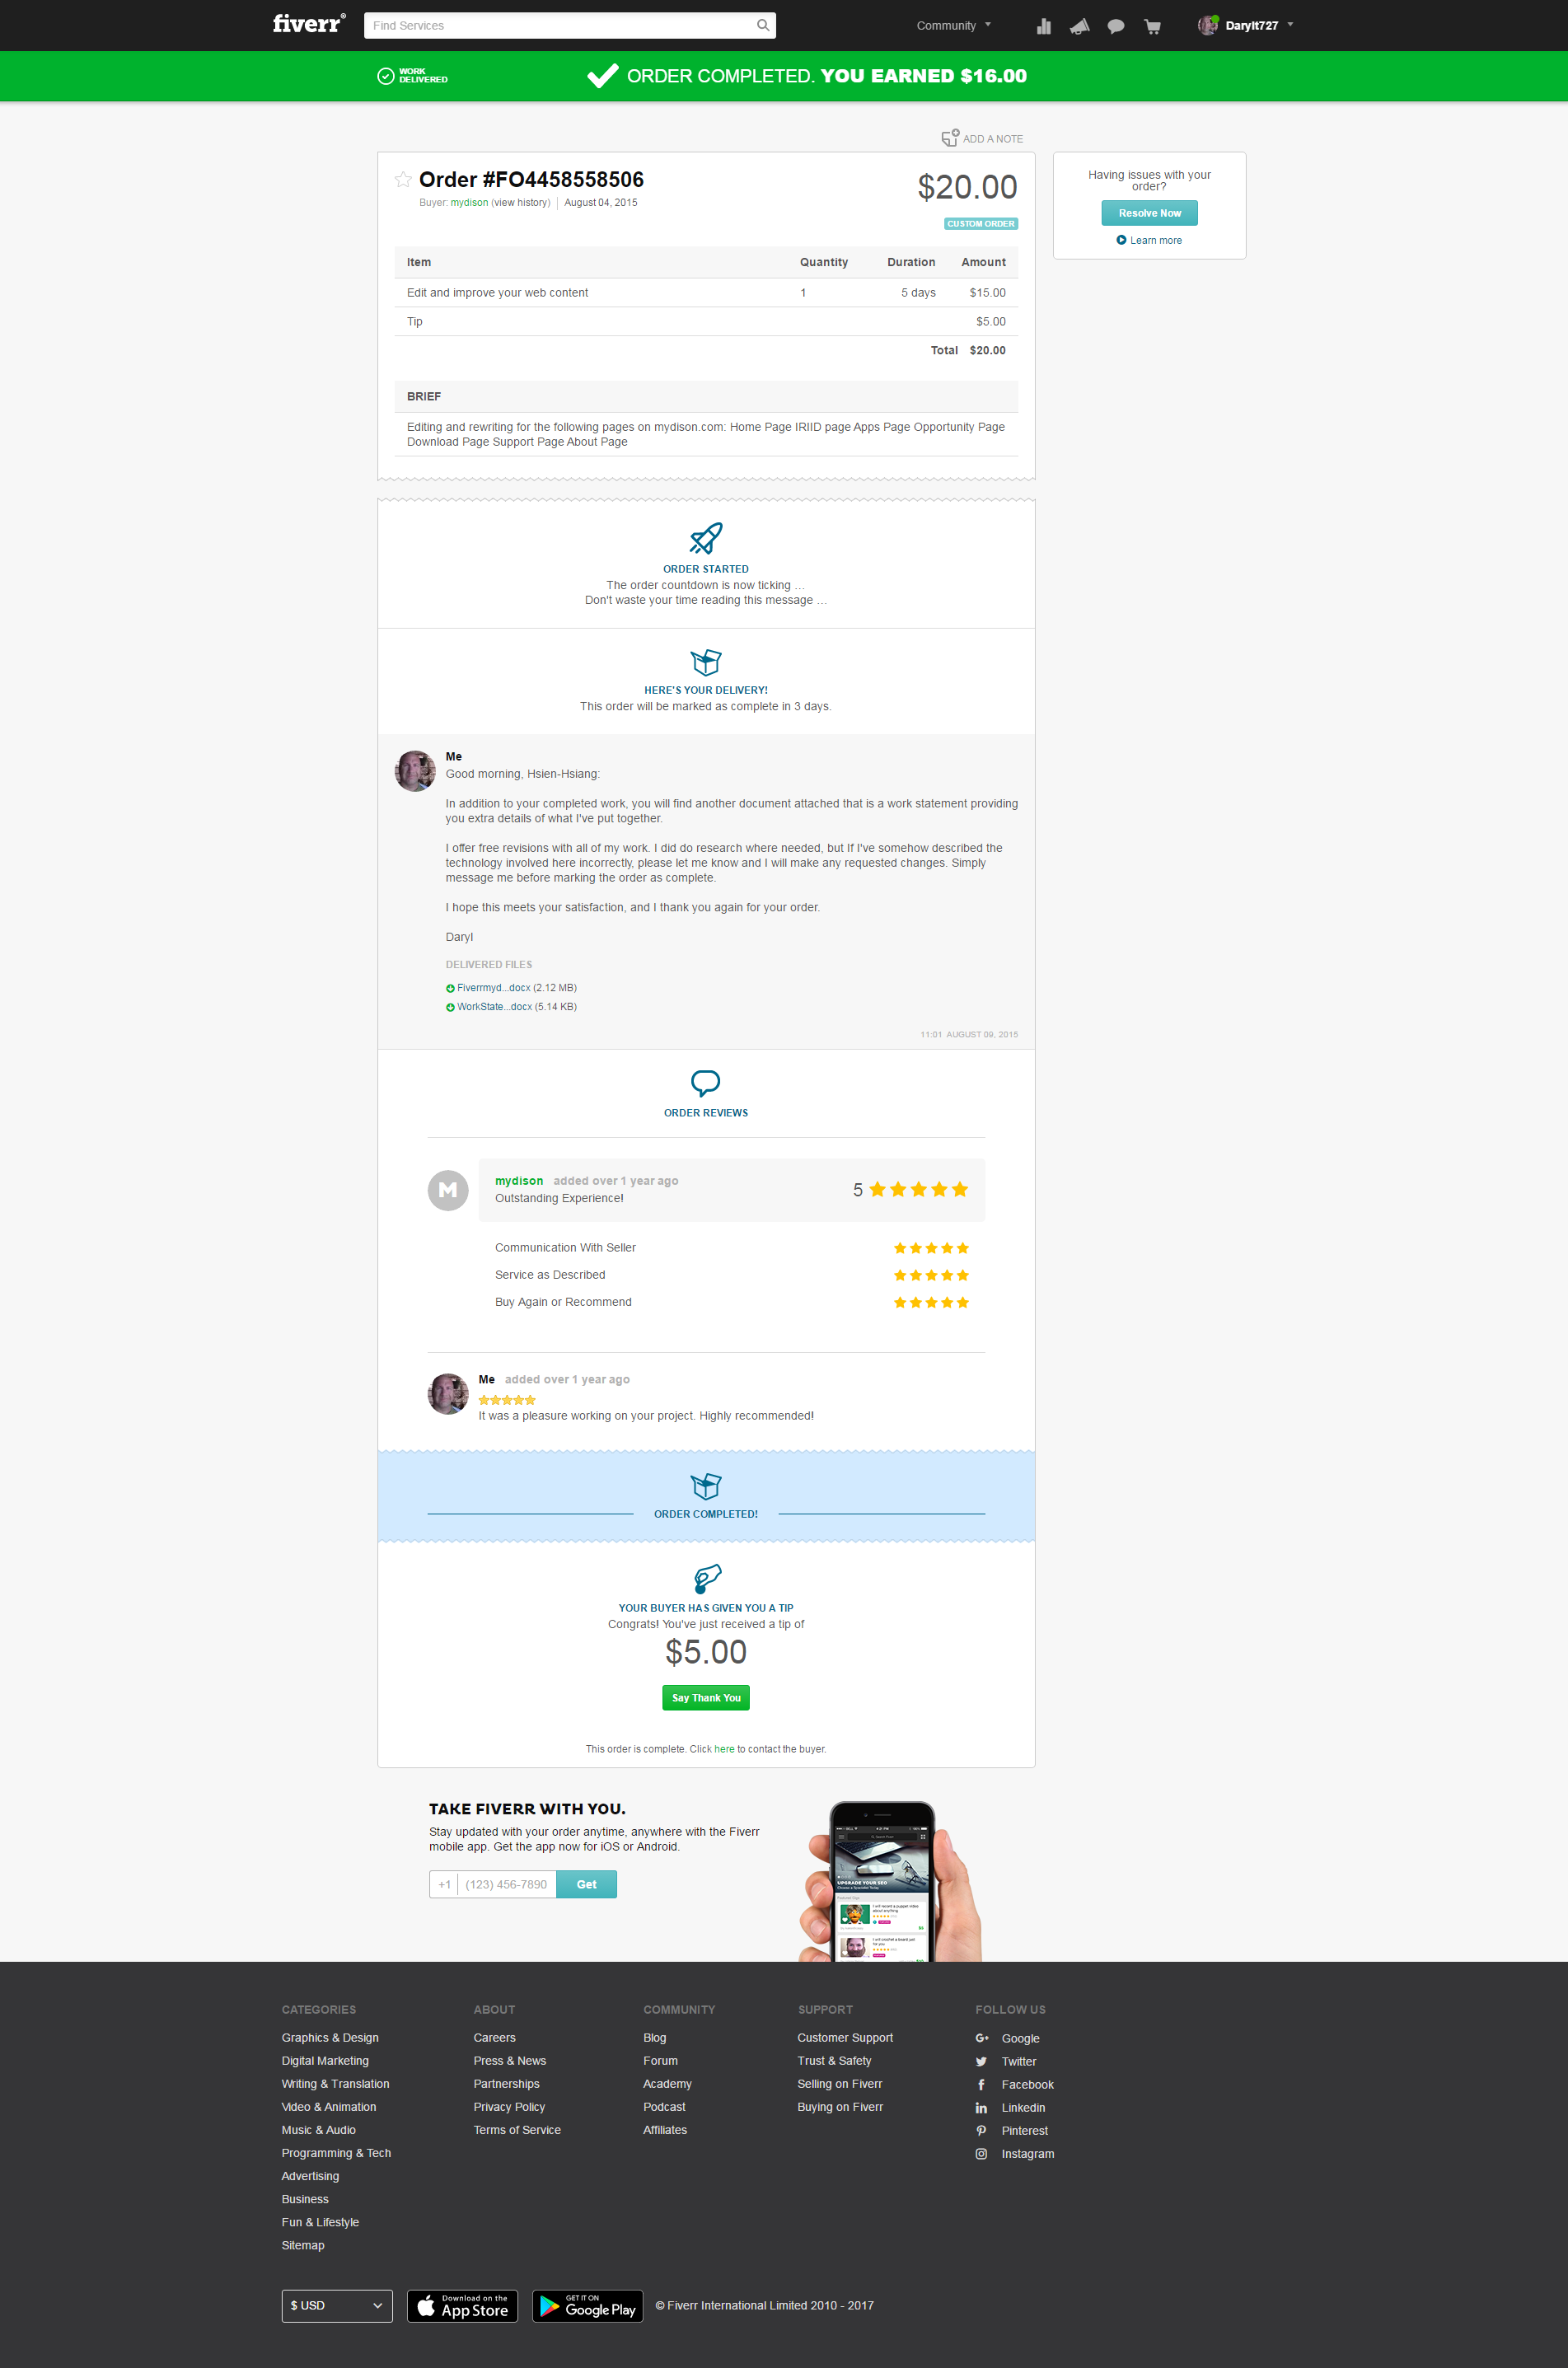 fiverr®
Find Services
Community
Darylt727
WORK
DELIVERED
ORDER COMPLETED. YOU EARNED $16.00
ADD A NOTE
Order #FO4458558506
$20.00
Buyer: mydison (view history) | August 04, 2015
CUSTOM ORDER
Having issues with your
order?
Resolve Now
Learn more
Item Quantity Duration Amount
Edit and improve your web content 1 5 days $15.00
Tip $5.00
Total $20.00
BRIEF
Editing and rewriting for the following pages on mydison.com: Home Page IRIID page Apps Page Opportunity Page
Download Page Support Page About Page
ORDER STARTED
The order countdown is now ticking ...
Don't waste your time reading this message ...
HERE'S YOUR DELIVERY!
This order will be marked as complete in 3 days.
Me
Good morning, Hsien-Hsiang:
In addition to your completed work, you will find another document attached that is a work statement providing
you extra details of what I've put together.
I offer free revisions with all of my work. I did do research where needed, but If I've somehow described the
technology involved here incorrectly, please let me know and I will make any requested changes. Simply
message me before marking the order as complete.
I hope this meets your satisfaction, and I thank you again for your order.
Daryl
DELIVERED FILES
Fiverrmyd...docx (2.12 MB)
WorkState...docx (5.14 KB)
11:01 AUGUST 09, 2015
ORDER REVIEWS
M
mydison added over 1 year ago
Outstanding Experience!
5
Communication With Seller
Service as Described
Buy Again or Recommend
Me added over 1 year ago
It was a pleasure working on your project. Highly recommended!
ORDER COMPLETED!
YOUR BUYER HAS GIVEN YOU A TIP
Congrats! You've just received a tip of
$5.00
Say Thank You
This order is complete. Click here to contact the buyer.
TAKE FIVERR WITH YOU.
Stay updated with your order anytime, anywhere with the Fiverr
mobile app. Get the app now for iOS or Android.
+1 (123) 456-7890 Get
UPGRADE YOUR SEO
I will record a puppet video
about anything
I will crochet a beard just
for you
CATEGORIES
Graphics & Design
Digital Marketing
Writing & Translation
Video & Animation
Music & Audio
Programming & Tech
Advertising
Business
Fun & Lifestyle
Sitemap
ABOUT
Careers
Press & News
Partnerships
Privacy Policy
Terms of Service
COMMUNITY
Blog
Forum
Academy
Podcast
Affiliates
SUPPORT
Customer Support
Trust & Safety
Selling on Fiverr
Buying on Fiverr
FOLLOW US
Google
Twitter
Facebook
Linkedin
Pinterest
Instagram
$ USD
Download on the
App Store
GET IT ON
Google Play
© Fiverr International Limited 2010 - 2017